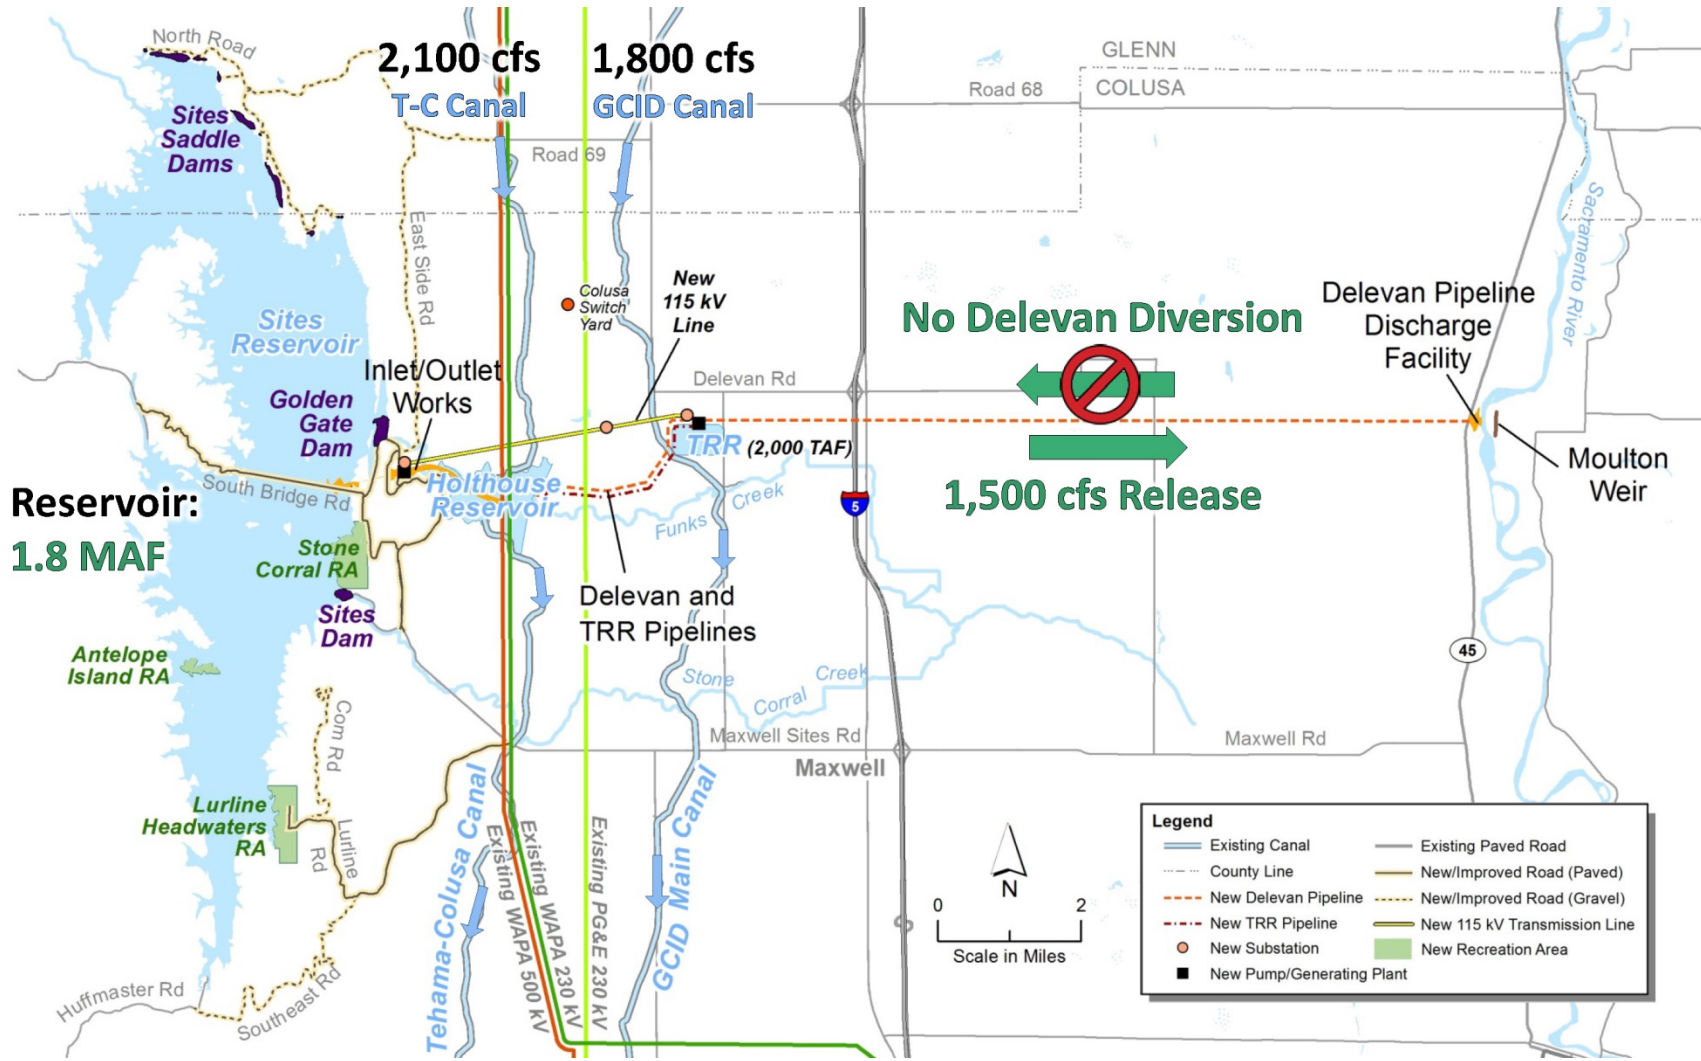 North Road
2,100 cfs
T-C Canal
1,800 cfs
GCID Canal
GLENN
COLUSA
Road 68
Road 69
Sites
Saddle
Dams
East Side Rd
Sacramento River
Colusa
Switch
Yard
New
115 kV
Line
No Delevan Diversion
Delevan Pipeline
Discharge
Facility
Sites
Reservoir
Inlet/Outlet
Works
Delevan Rd
Golden
Gate
Dam
TRR (2,000 TAF)
Moulton
Weir
South Bridge Rd
Holthouse
Reservoir
Funks Creek
5
1,500 cfs Release
Reservoir:
1.8 MAF
Stone
Corral RA
Sites
Dam
Delevan and
TRR Pipelines
Antelope
Island RA
Stone Corral Creek
45
Com Rd
Maxwell Sites Rd
Maxwell Rd
Maxwell
Lurline
Headwaters
RA
Lurline Rd
Tehama-Colusa Canal
Existing WAPA 500 kV
Existing WAPA 230 kV
Existing PG&E 230 kV
GCID Main Canal
Huffmaster Rd
Southeast Rd
N
0 2
Scale in Miles
Legend
Existing Canal
County Line
New Delevan Pipeline
New TRR Pipeline
New Substation
New Pump/Generating Plant
Existing Paved Road
New/Improved Road (Paved)
New/Improved Road (Gravel)
New 115 kV Transmission Line
New Recreation Area